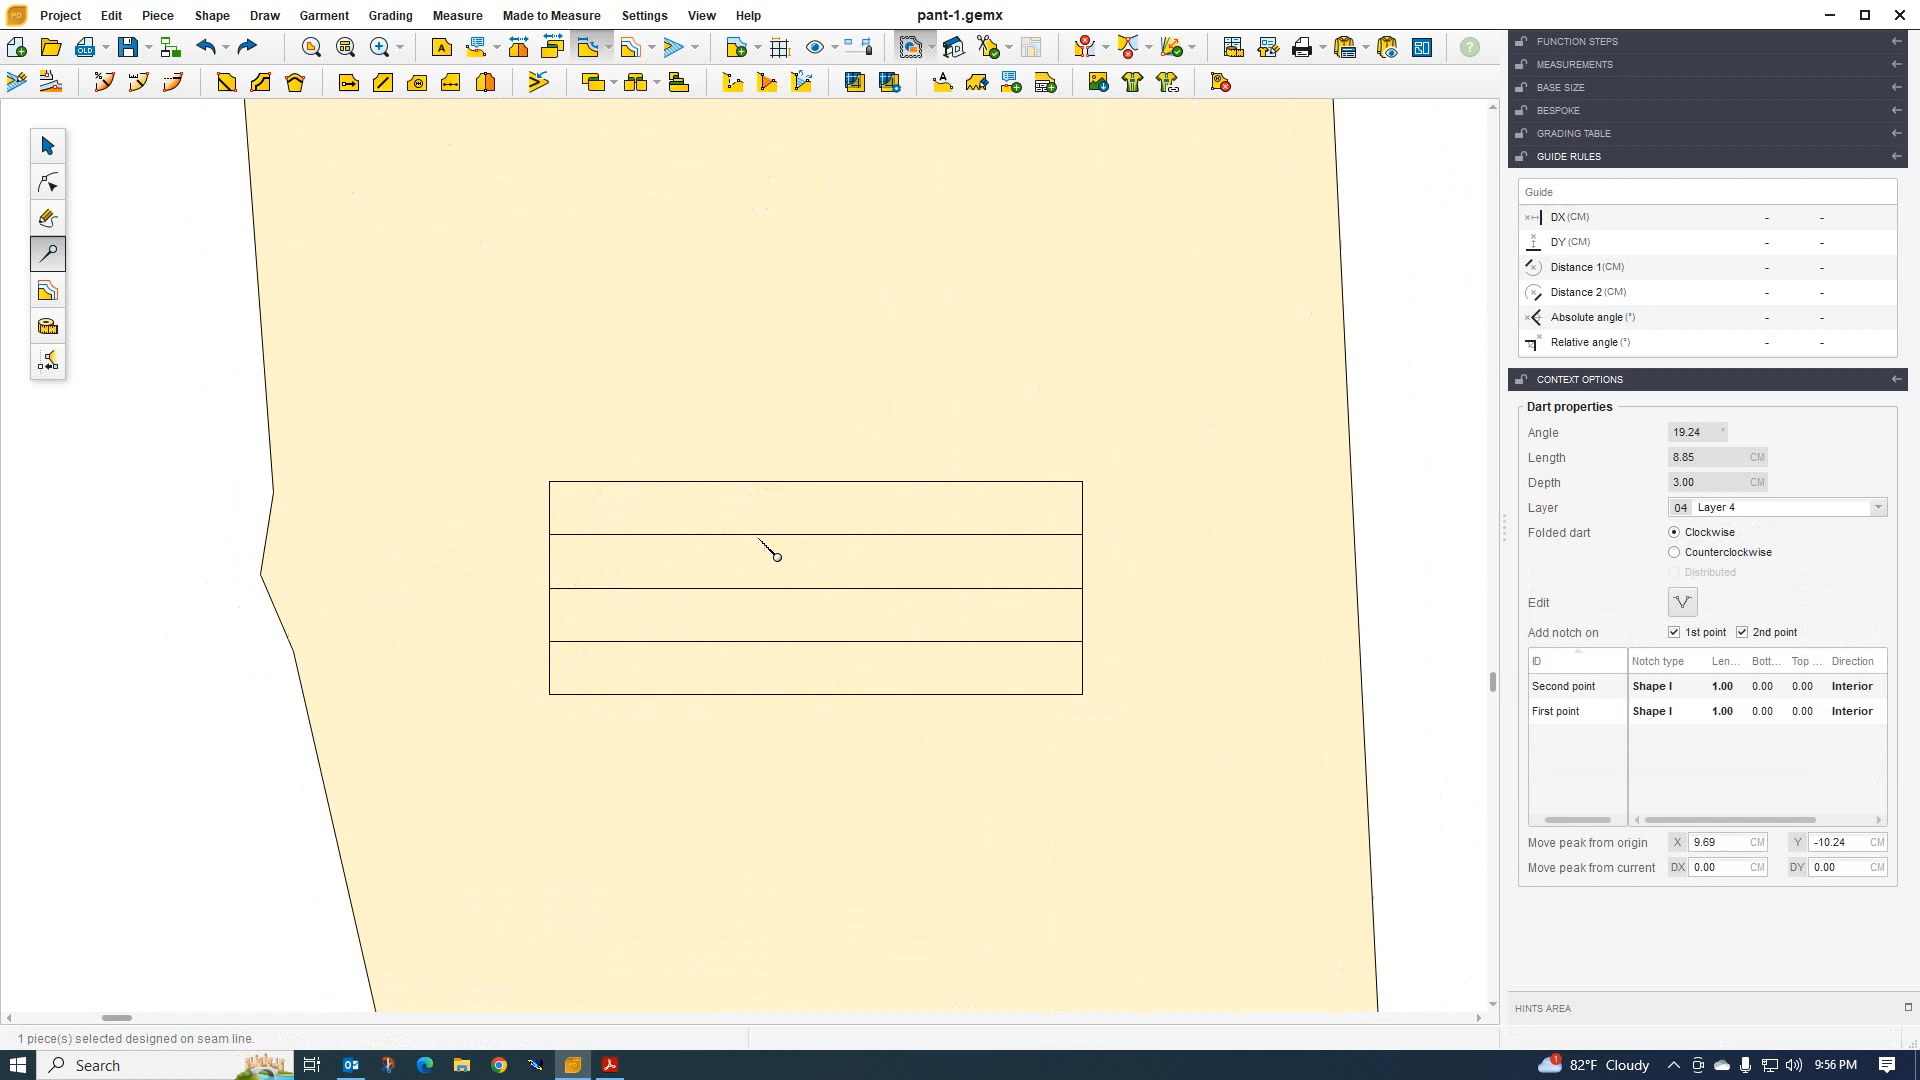 Project Edit Piece Shape Draw Garment Grading Measure Made to Measure Settings View Help
pant-1.gemx
OLD
FUNCTION STEPS
MEASUREMENTS
BASE SIZE
BESPOKE
GRADING TABLE
GUIDE RULES
Guide
DX (CM) - -
DY (CM) - -
Distance 1(CM) - -
Distance 2 (CM) - -
Absolute angle (°) - -
Relative angle (°) - -
CONTEXT OPTIONS
Dart properties
Angle 19.24 °
Length 8.85 CM
Depth 3.00 CM
Layer 04 Layer 4
Folded dart Clockwise
Counterclockwise
Distributed
Edit
Add notch on 1st point 2nd point
ID Notch type Len... Bott... Top ... Direction
Second point Shape I 1.00 0.00 0.00 Interior
First point Shape I 1.00 0.00 0.00 Interior
Move peak from origin X 9.69 CM Y -10.24 CM
Move peak from current DX 0.00 CM DY 0.00 CM
HINTS AREA
1 piece(s) selected designed on seam line.
Search
82°F Cloudy
9:56 PM